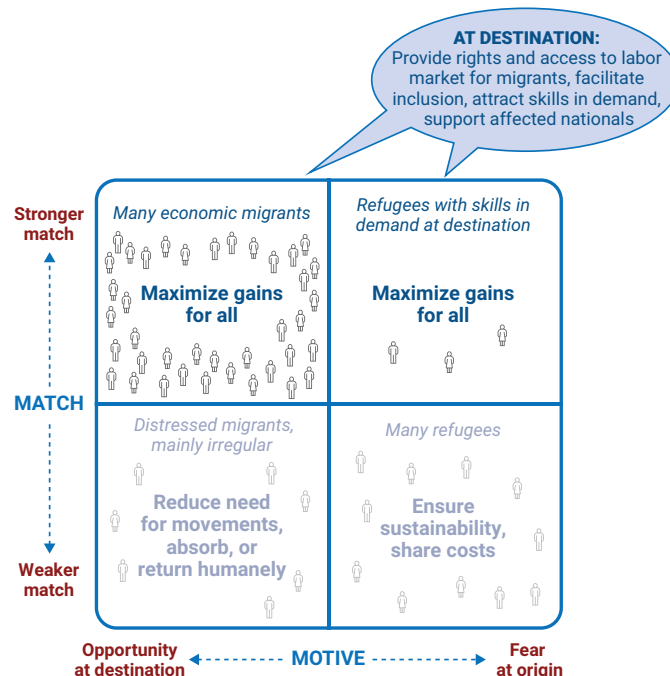 AT DESTINATION:
Provide rights and access to labor
market for migrants, facilitate
inclusion, attract skills in demand,
support affected nationals
Stronger
match
Many economic migrants
Maximize gains
for all
Refugees with skills in
demand at destination
Maximize gains
for all
MATCH
Distressed migrants,
mainly irregular
Reduce need
for movements,
absorb, or
return humanely
Many refugees
Ensure
sustainability,
share costs
Weaker
match
Opportunity
at destination
MOTIVE
Fear
at origin